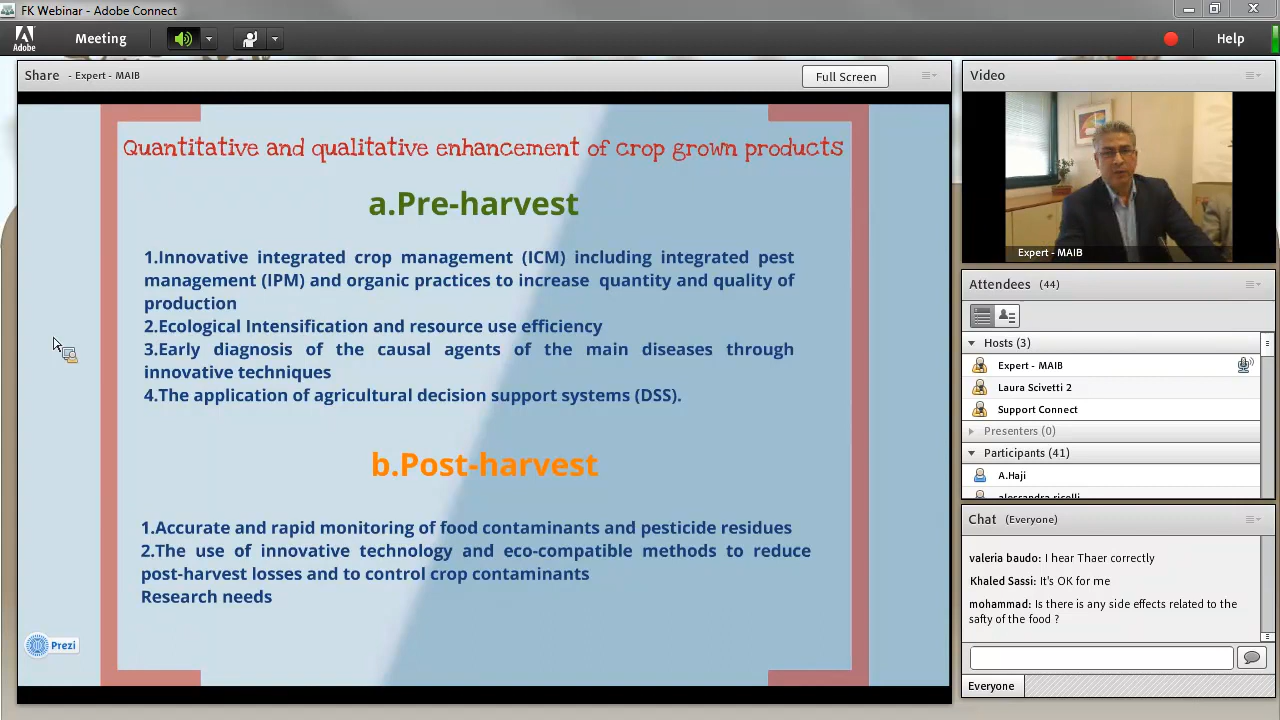 FK Webinar - Adobe Connect
Adobe
Meeting
Help
Share - Expert - MAIB
Full Screen
Quantitative and qualitative enhancement of crop grown products
a.Pre-harvest
1.Innovative integrated crop management (ICM) including integrated pest
management (IPM) and organic practices to increase quantity and quality of
production
2.Ecological Intensification and resource use efficiency
3.Early diagnosis of the causal agents of the main diseases through
innovative techniques
4.The application of agricultural decision support systems (DSS).
b.Post-harvest
1.Accurate and rapid monitoring of food contaminants and pesticide residues
2.The use of innovative technology and eco-compatible methods to reduce
post-harvest losses and to control crop contaminants
Research needs
Prezi
Video
Expert - MAIB
Attendees (44)
Hosts (3)
Expert - MAIB
Laura Scivetti 2
Support Connect
Presenters (0)
Participants (41)
A.Haji
alessandra ricelli
Chat (Everyone)
valeria baudo: I hear Thaer correctly
Khaled Sassi: It's OK for me
mohammad: Is there is any side effects related to the
safty of the food ?
Everyone